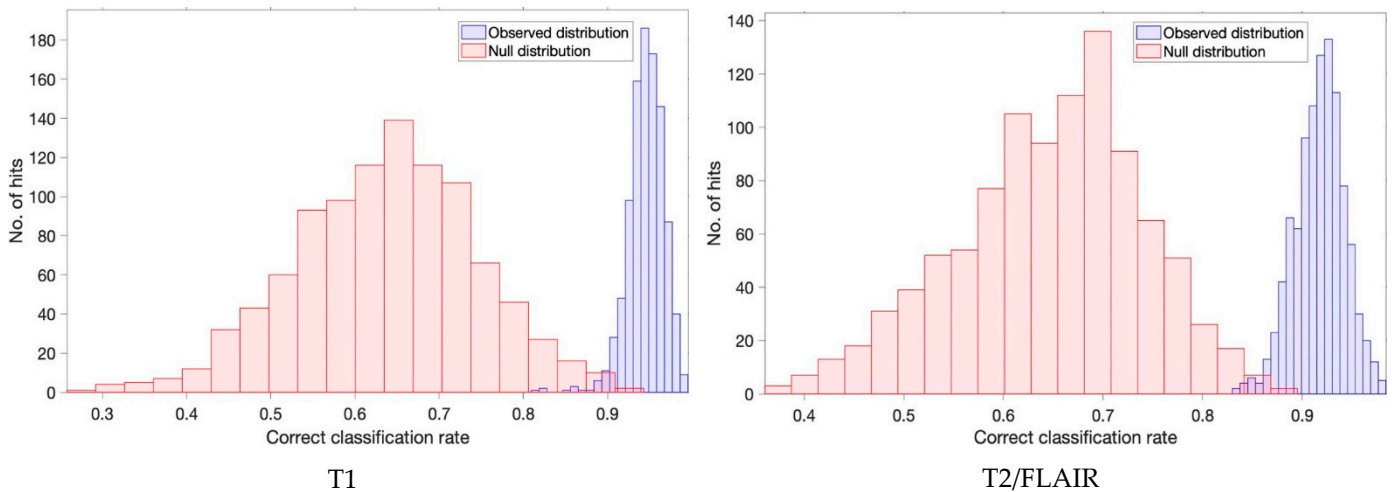 Observed distribution
Null distribution
180
160
140
120
100
80
60
40
20
0
No. of hits
0.3 0.4 0.5 0.6 0.7 0.8 0.9
Correct classification rate
T1
Observed distribution
Null distribution
140
120
100
80
60
40
20
0
No. of hits
0.4 0.5 0.6 0.7 0.8 0.9
Correct classification rate
T2/FLAIR